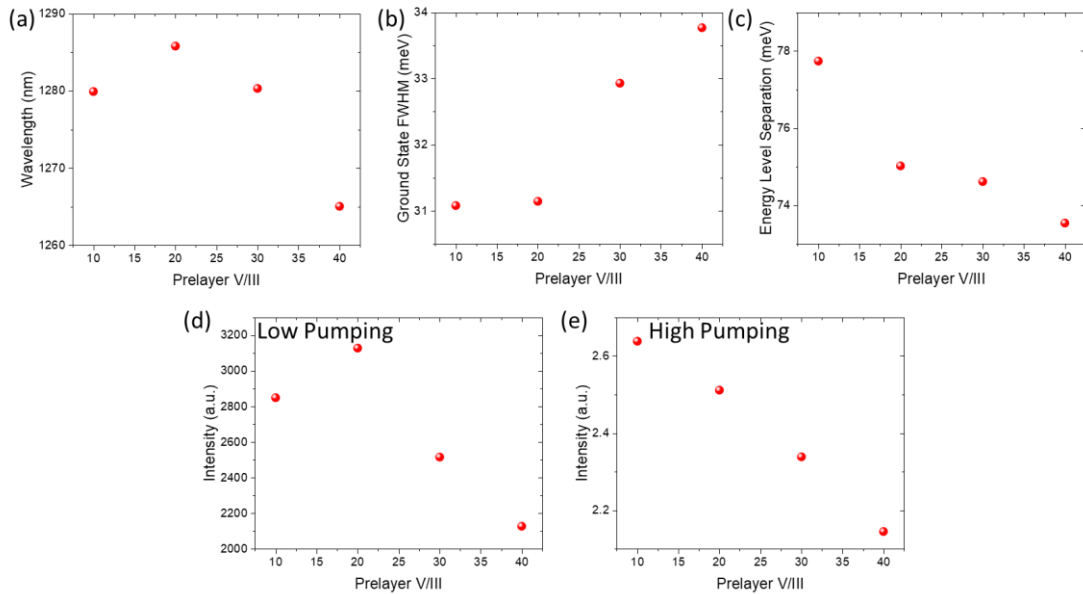 (a)
Wavelength (nm)
1290
1280
1270
1260
10 15 20 25 30 35 40
Prelayer V/III
(b)
Ground State FWHM (meV)
34
33
32
31
10 15 20 25 30 35 40
Prelayer V/III
(c)
Energy Level Separation (meV)
78
76
74
10 15 20 25 30 35 40
Prelayer V/III
(d)
Low Pumping
Intensity (a.u.)
3200
3000
2800
2600
2400
2200
2000
10 15 20 25 30 35 40
Prelayer V/III
(e)
High Pumping
Intensity (a.u.)
2.6
2.4
2.2
10 15 20 25 30 35 40
Prelayer V/III